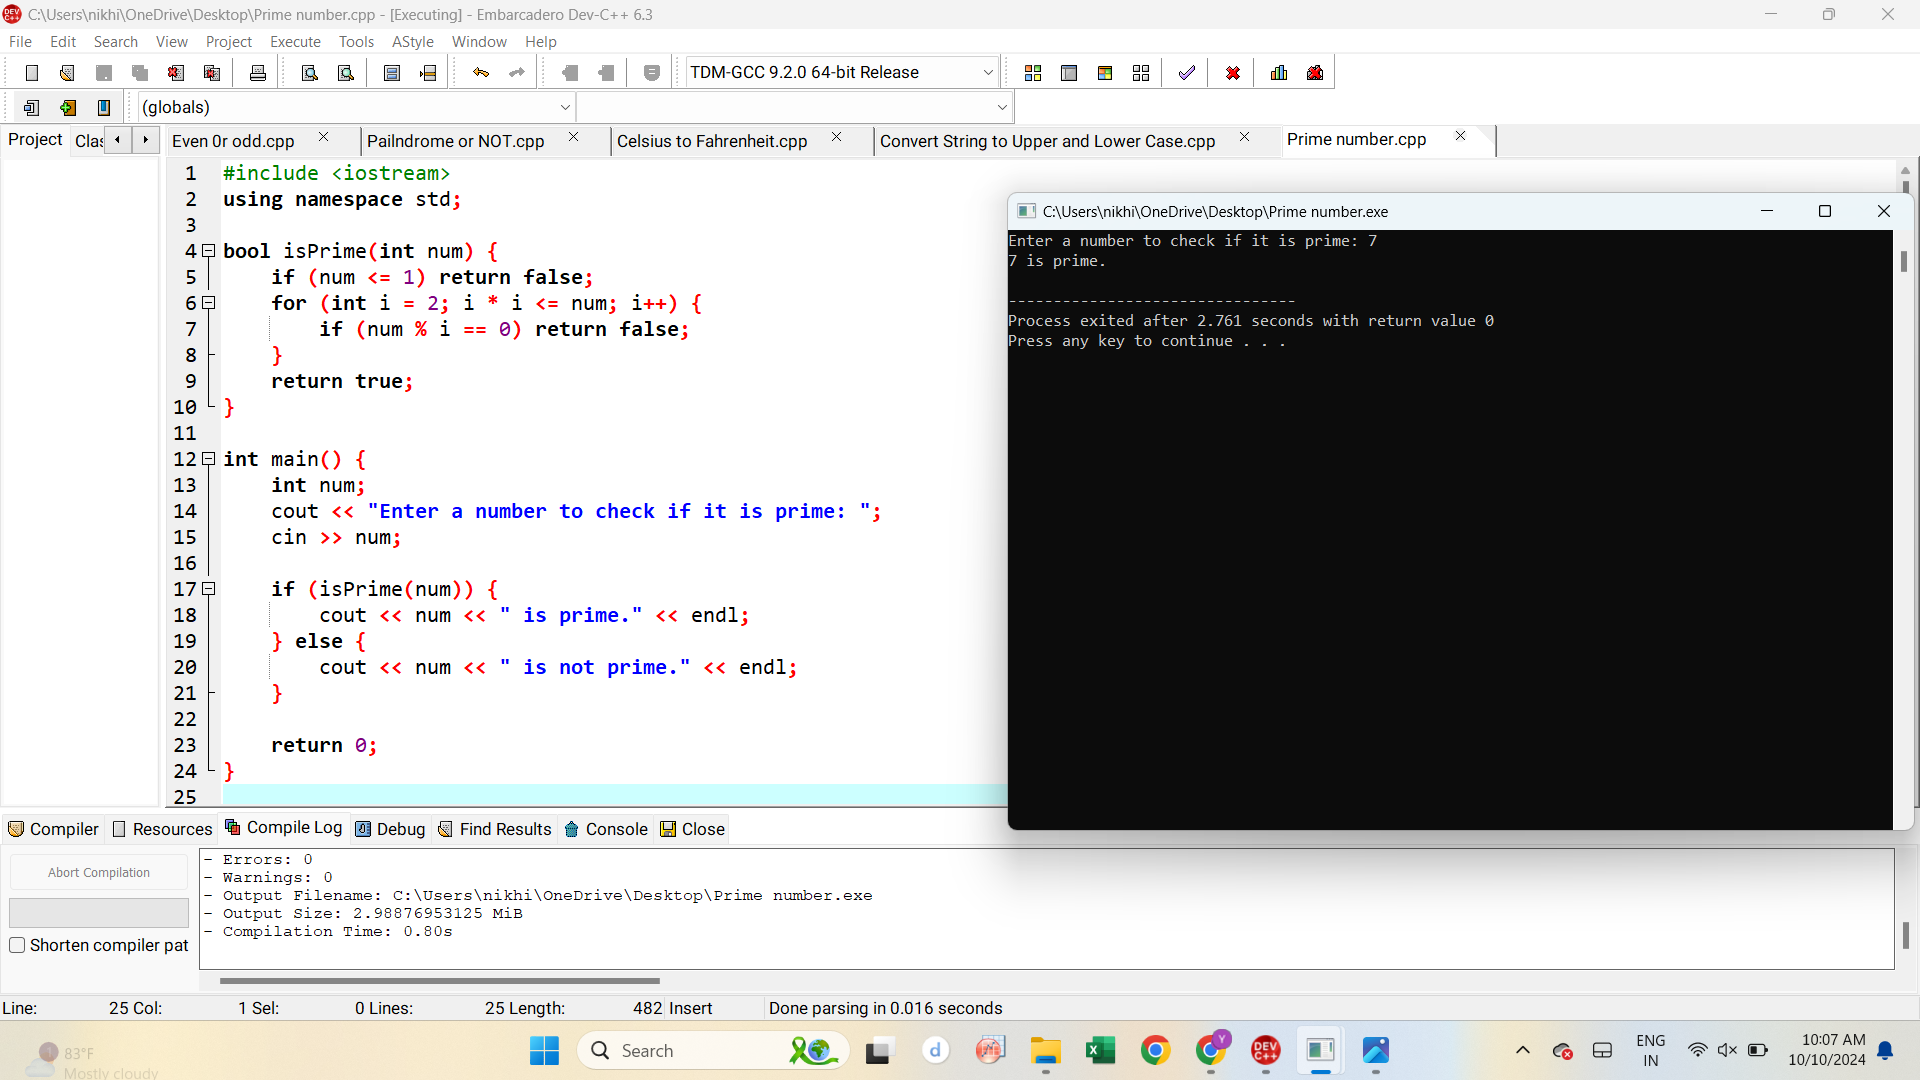 C:\Users\nikhi\OneDrive\Desktop\Prime number.cpp - [Executing] - Embarcadero Dev-C++ 6.3
File Edit Search View Project Execute Tools AStyle Window Help
TDM-GCC 9.2.0 64-bit Release
(globals)
Project Clas Even 0r odd.cpp Pailndrome or NOT.cpp Celsius to Fahrenheit.cpp Convert String to Upper and Lower Case.cpp Prime number.cpp
1 #include <iostream>
2 using namespace std;
3
4 bool isPrime(int num) {
5 if (num <= 1) return false;
6 for (int i = 2; i * i <= num; i++) {
7 if (num % i == 0) return false;
8 }
9 return true;
10 }
11
12 int main() {
13 int num;
14 cout << "Enter a number to check if it is prime: ";
15 cin >> num;
16
17 if (isPrime(num)) {
18 cout << num << " is prime." << endl;
19 } else {
20 cout << num << " is not prime." << endl;
21 }
22
23 return 0;
24 }
25
C:\Users\nikhi\OneDrive\Desktop\Prime number.exe
Enter a number to check if it is prime: 7
7 is prime.
--------------------------------
Process exited after 2.761 seconds with return value 0
Press any key to continue . . .
Compiler Resources Compile Log Debug Find Results Console Close
Abort Compilation
Shorten compiler pat
- Errors: 0
- Warnings: 0
- Output Filename: C:\Users\nikhi\OneDrive\Desktop\Prime number.exe
- Output Size: 2.98876953125 MiB
- Compilation Time: 0.80s
Line: 25 Col: 1 Sel: 0 Lines: 25 Length: 482 Insert Done parsing in 0.016 seconds
83°F
Mostly cloudy
Search
DEV C++
ENG
IN
10:07 AM
10/10/2024